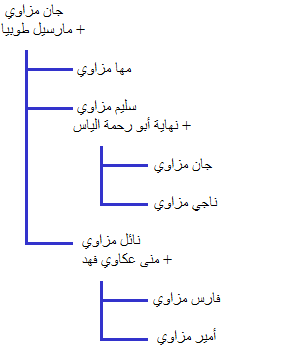 جان مزاوي
+ مارسيل طوبيا
مها مزاوي
سليم مزاوي
+ نهاية أبو رحمة الياس
جان مزاوي
ناجي مزاوي
نائل مزاوي
+ منى عكاوي فهد
فارس مزاوي
أمير مزاوي